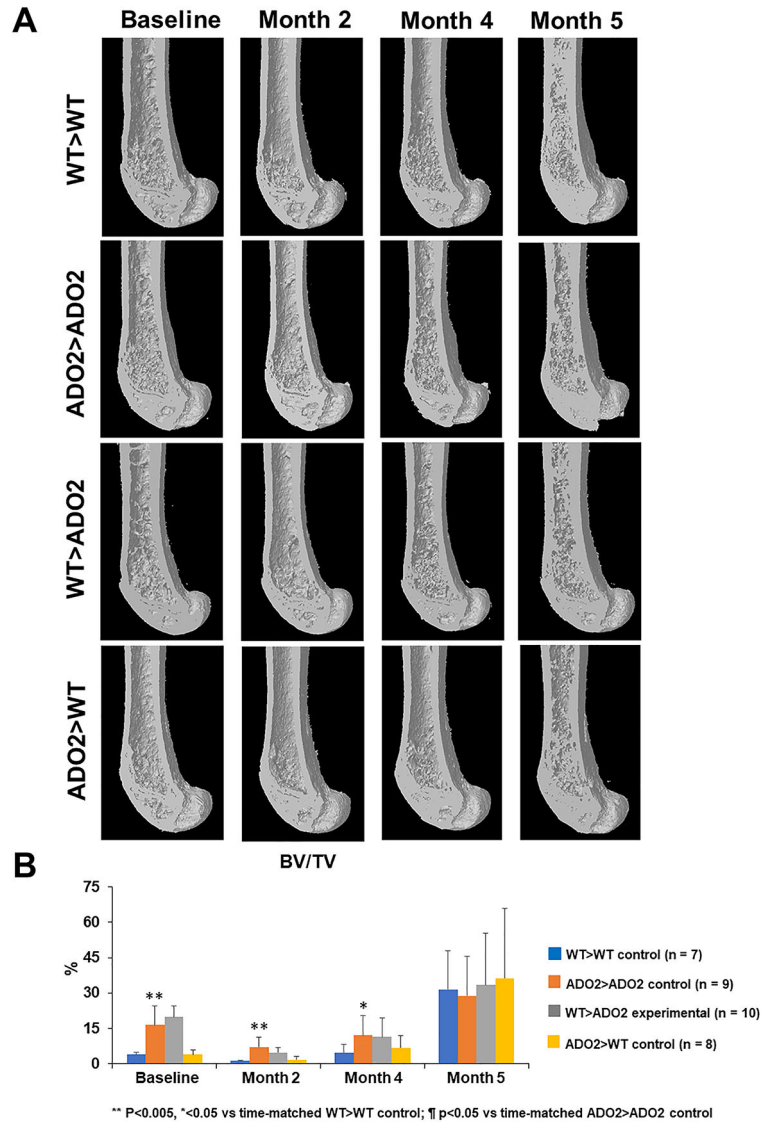 A
Baseline Month 2 Month 4 Month 5
WT>WT
ADO2>ADO2
WT>ADO2
ADO2>WT
B
BV/TV
75
60
45
30
15
0
%
**
**
*
Baseline Month 2 Month 4 Month 5
WT>WT control (n = 7)
ADO2>ADO2 control (n = 9)
WT>ADO2 experimental (n = 10)
ADO2>WT control (n = 8)
** P<0.005, *<0.05 vs time-matched WT>WT control; ¶ p<0.05 vs time-matched ADO2>ADO2 control